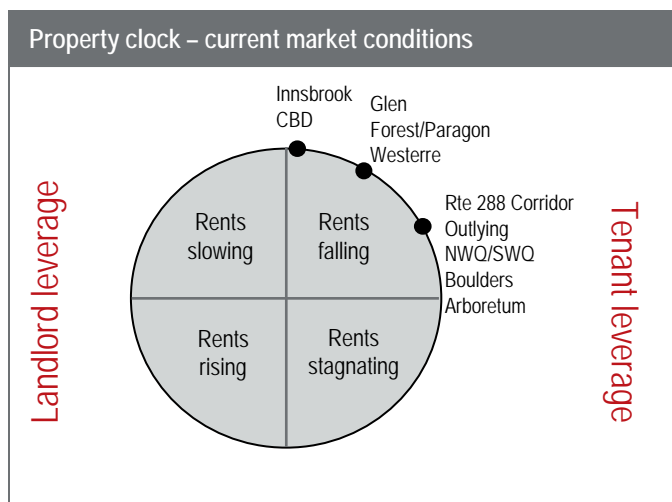 Property clock – current market conditions
Innsbrook
CBD
Glen
Forest/Paragon
Westerre
Rte 288 Corridor
Outlying
NWQ/SWQ
Boulders
Arboretum
Landlord leverage
Rents
slowing
Rents
falling
Rents
rising
Rents
stagnating
Tenant leverage